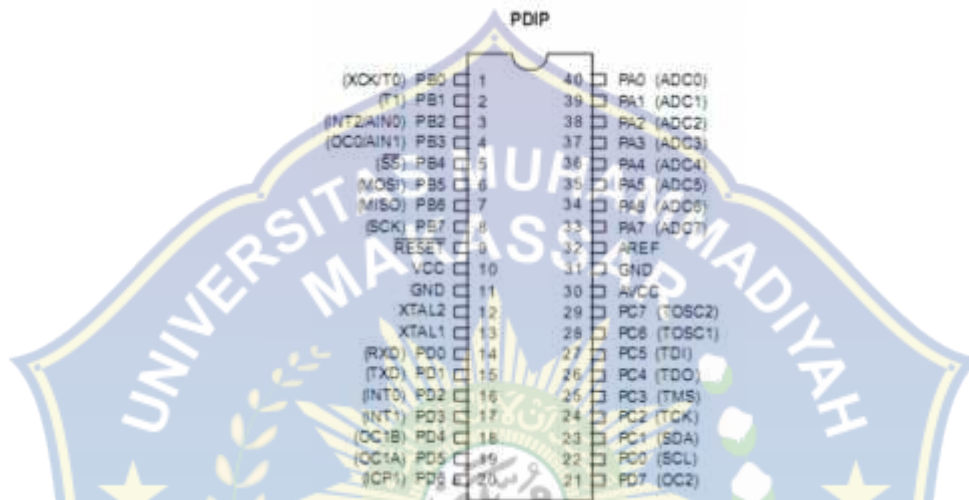 PDIP
(XCK/T0) PB0 1 40 PA0 (ADC0)
(T1) PB1 2 39 PA1 (ADC1)
(INT2/AIN0) PB2 3 38 PA2 (ADC2)
(OC0/AIN1) PB3 4 37 PA3 (ADC3)
(SS) PB4 5 36 PA4 (ADC4)
(MOSI) PB5 6 35 PA5 (ADC5)
(MISO) PB6 7 34 PA6 (ADC6)
(SCK) PB7 8 33 PA7 (ADC7)
RESET 9 32 AREF
VCC 10 31 GND
GND 11 30 AVCC
XTAL2 12 29 PC7 (TOSC2)
XTAL1 13 28 PC6 (TOSC1)
(RXD) PD0 14 27 PC5 (TDI)
(TXD) PD1 15 26 PC4 (TDO)
(INT0) PD2 16 25 PC3 (TMS)
(INT1) PD3 17 24 PC2 (TCK)
(OC1B) PD4 18 23 PC1 (SDA)
(OC1A) PD5 19 22 PC0 (SCL)
(ICP1) PD6 20 21 PD7 (OC2)
UNIVERSITAS MUHAMMADIYAH
MAKASSAR